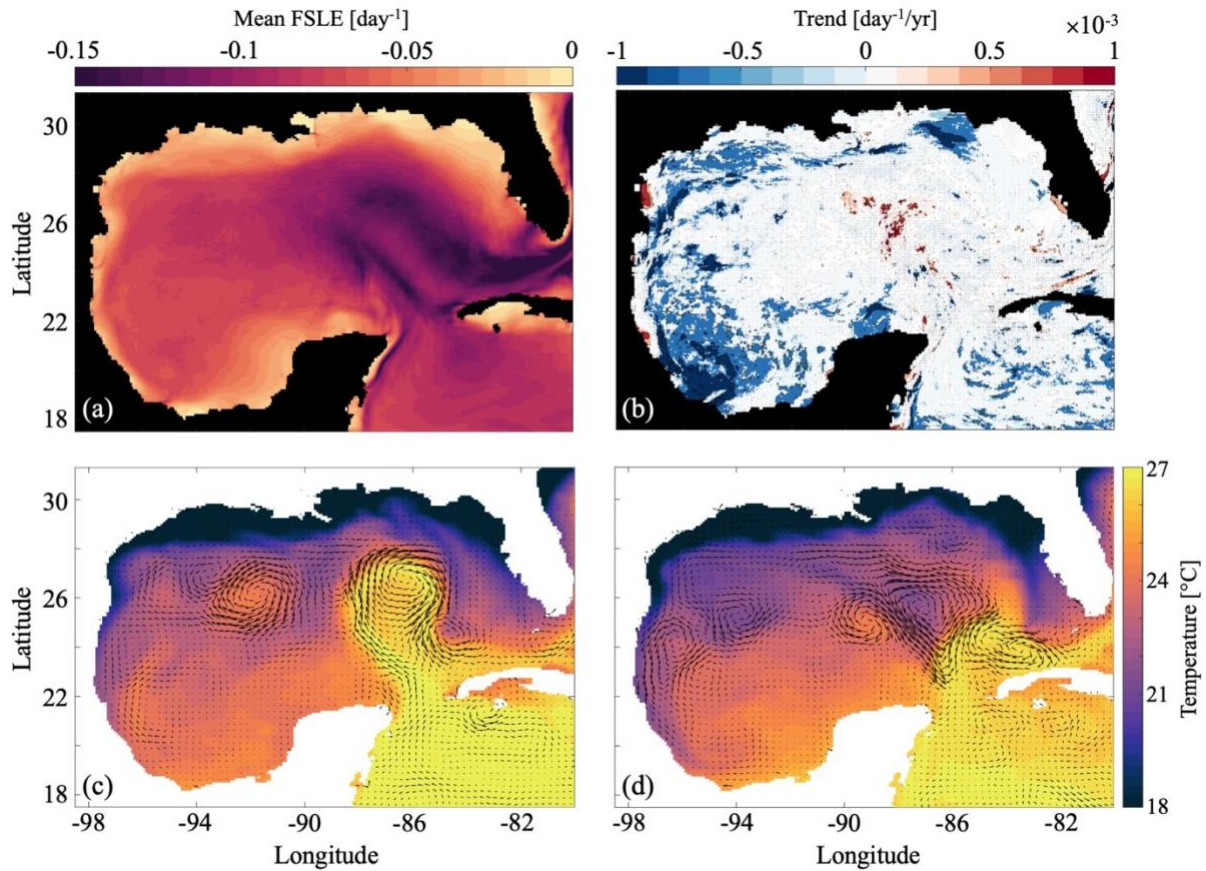 Mean FSLE [day⁻¹]
Trend [day⁻¹/yr]
×10⁻³
-0.15 -0.1 -0.05 0
-1 -0.5 0 0.5 1
30
26
22
18
Latitude
(a)
(b)
30
26
22
18
Latitude
(c)
(d)
27
24
21
18
Temperature [°C]
-98 -94 -90 -86 -82
-98 -94 -90 -86 -82
Longitude
Longitude